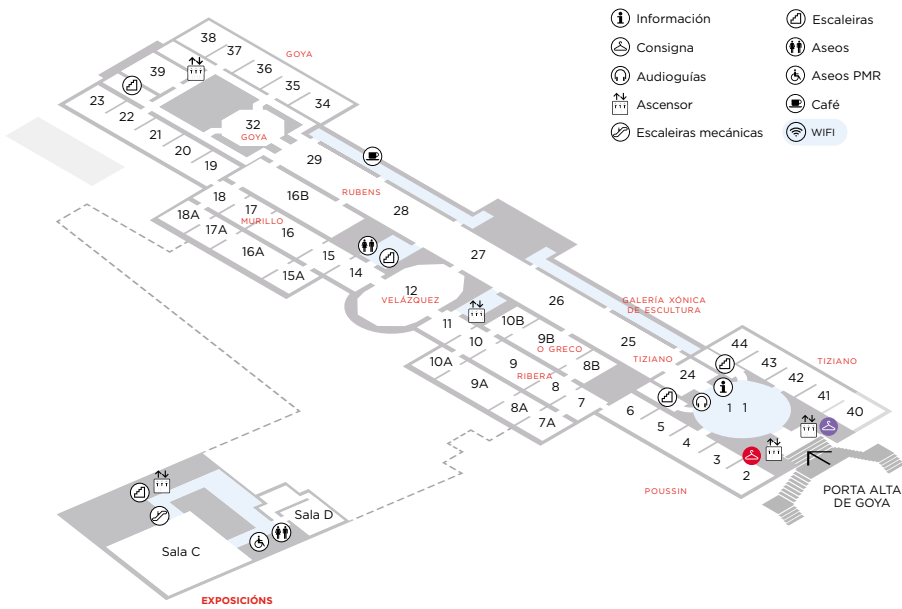 Información
Consigna
Audioguías
Ascensor
Escaleiras mecánicas
Escaleiras
Aseos
Aseos PMR
Café
WIFI
38
37
GOYA
39
36
35
34
23
22
21
20
19
32
GOYA
29
RUBENS
28
16B
18
17
MURILLO
16
18A
17A
16A
15A
15
14
27
12
VELÁZQUEZ
26
GALERÍA XÓNICA
DE ESCULTURA
11
10B
10
9B
O GRECO
25
TIZIANO
24
10A
9
RIBERA
8B
9A
8
7
8A
7A
6
5
4
3
2
POUSSIN
44
43
TIZIANO
42
41
40
1 1
PORTA ALTA
DE GOYA
Sala D
Sala C
EXPOSICIÓNS